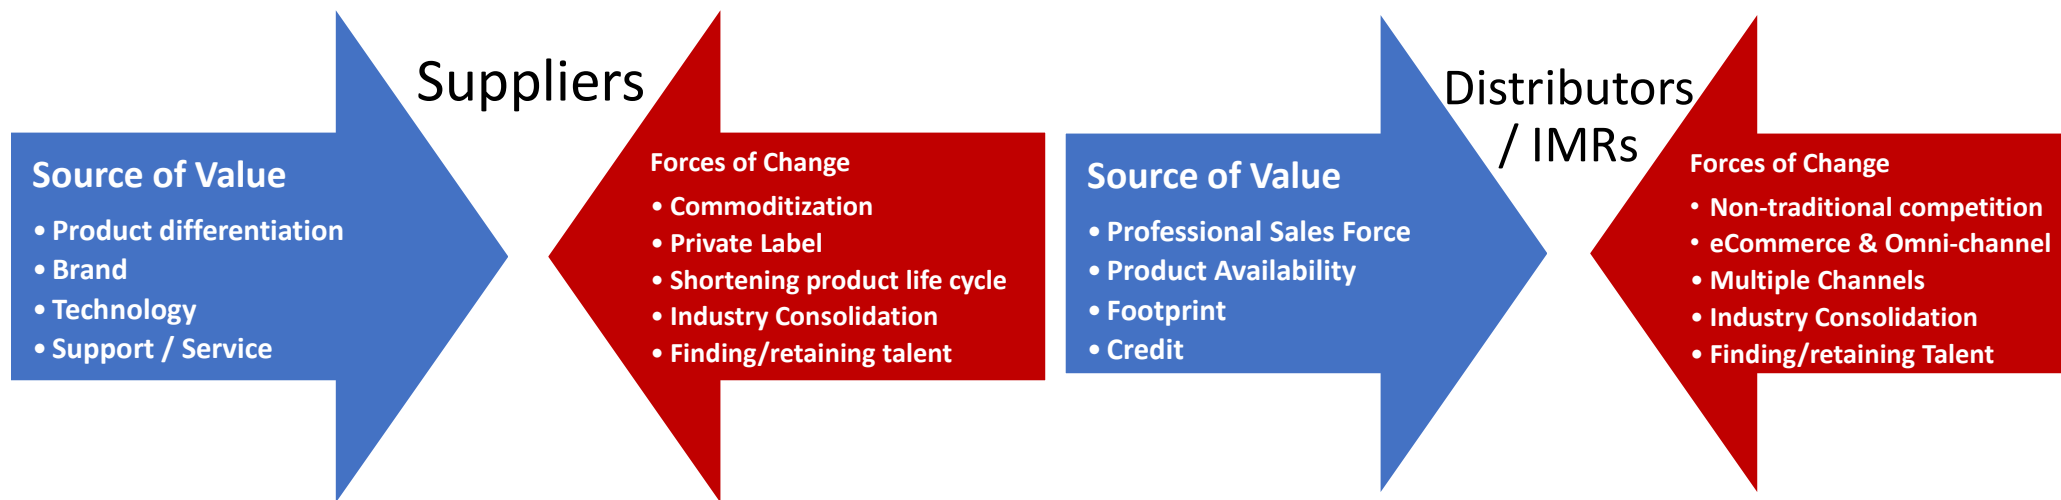 Suppliers
Source of Value
• Product differentiation
• Brand
• Technology
• Support / Service
Forces of Change
• Commoditization
• Private Label
• Shortening product life cycle
• Industry Consolidation
• Finding/retaining talent
Distributors
/ IMRs
Source of Value
• Professional Sales Force
• Product Availability
• Footprint
• Credit
Forces of Change
• Non-traditional competition
• eCommerce & Omni-channel
• Multiple Channels
• Industry Consolidation
• Finding/retaining Talent